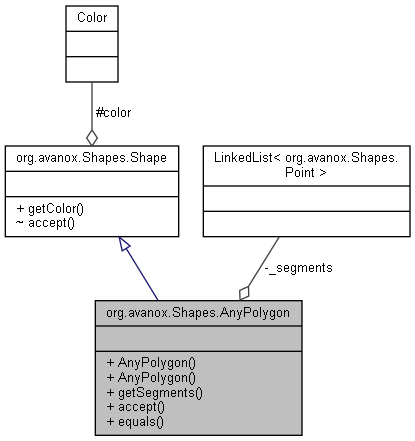 Color
#color
org.avanox.Shapes.Shape
+ getColor()
~ accept()
LinkedList< org.avanox.Shapes.
Point >
-_segments
org.avanox.Shapes.AnyPolygon
+ AnyPolygon()
+ AnyPolygon()
+ getSegments()
+ accept()
+ equals()